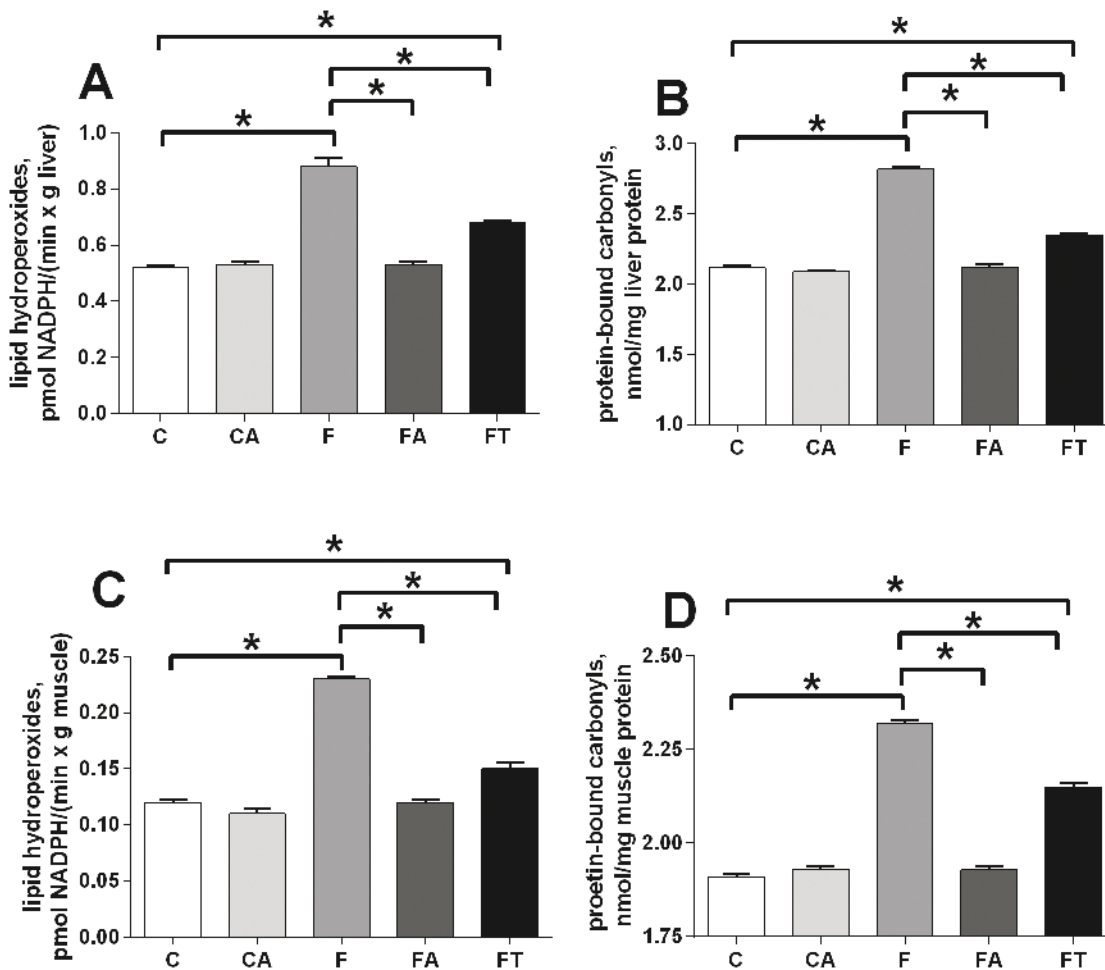 *
*
*
*
A
lipid hydroperoxides,
pmol NADPH/(min x g liver)
1.0
0.8
0.6
0.4
0.2
0.0
C CA F FA FT
*
*
*
*
B
protein-bound carbonyls,
nmol/mg liver protein
3.0
2.5
2.0
1.5
1.0
C CA F FA FT
*
*
*
*
C
lipid hydroperoxides,
pmol NADPH/(min x g muscle)
0.25
0.20
0.15
0.10
0.05
0.00
C CA F FA FT
*
*
*
*
D
proetin-bound carbonyls,
nmol/mg muscle protein
2.50
2.25
2.00
1.75
C CA F FA FT